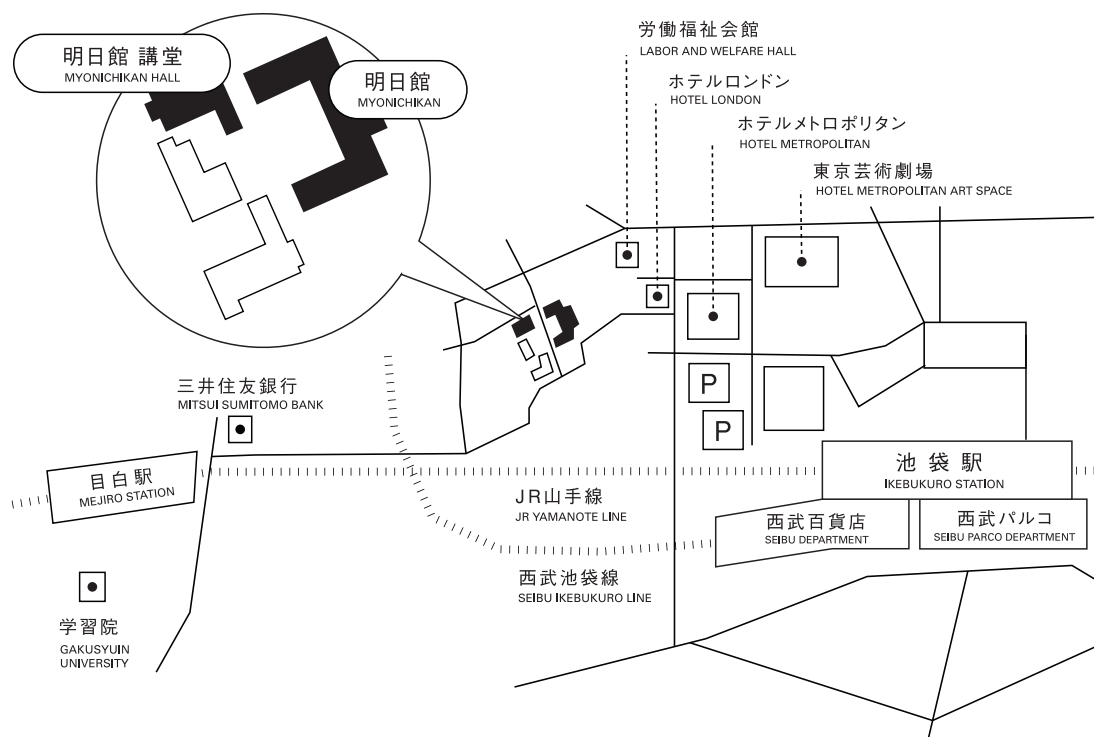 明日館 講堂
MYONICHIKAN HALL
明日館
MYONICHIKAN
労働福祉会館
LABOR AND WELFARE HALL
ホテルロンドン
HOTEL LONDON
ホテルメトロポリタン
HOTEL METROPOLITAN
東京芸術劇場
HOTEL METROPOLITAN ART SPACE
三井住友銀行
MITSUI SUMITOMO BANK
P
P
目白駅
MEJIRO STATION
池袋駅
IKEBUKURO STATION
JR山手線
JR YAMANOTE LINE
西武百貨店
SEIBU DEPARTMENT
西武パルコ
SEIBU PARCO DEPARTMENT
西武池袋線
SEIBU IKEBUKURO LINE
学習院
GAKUSYUIN
UNIVERSITY